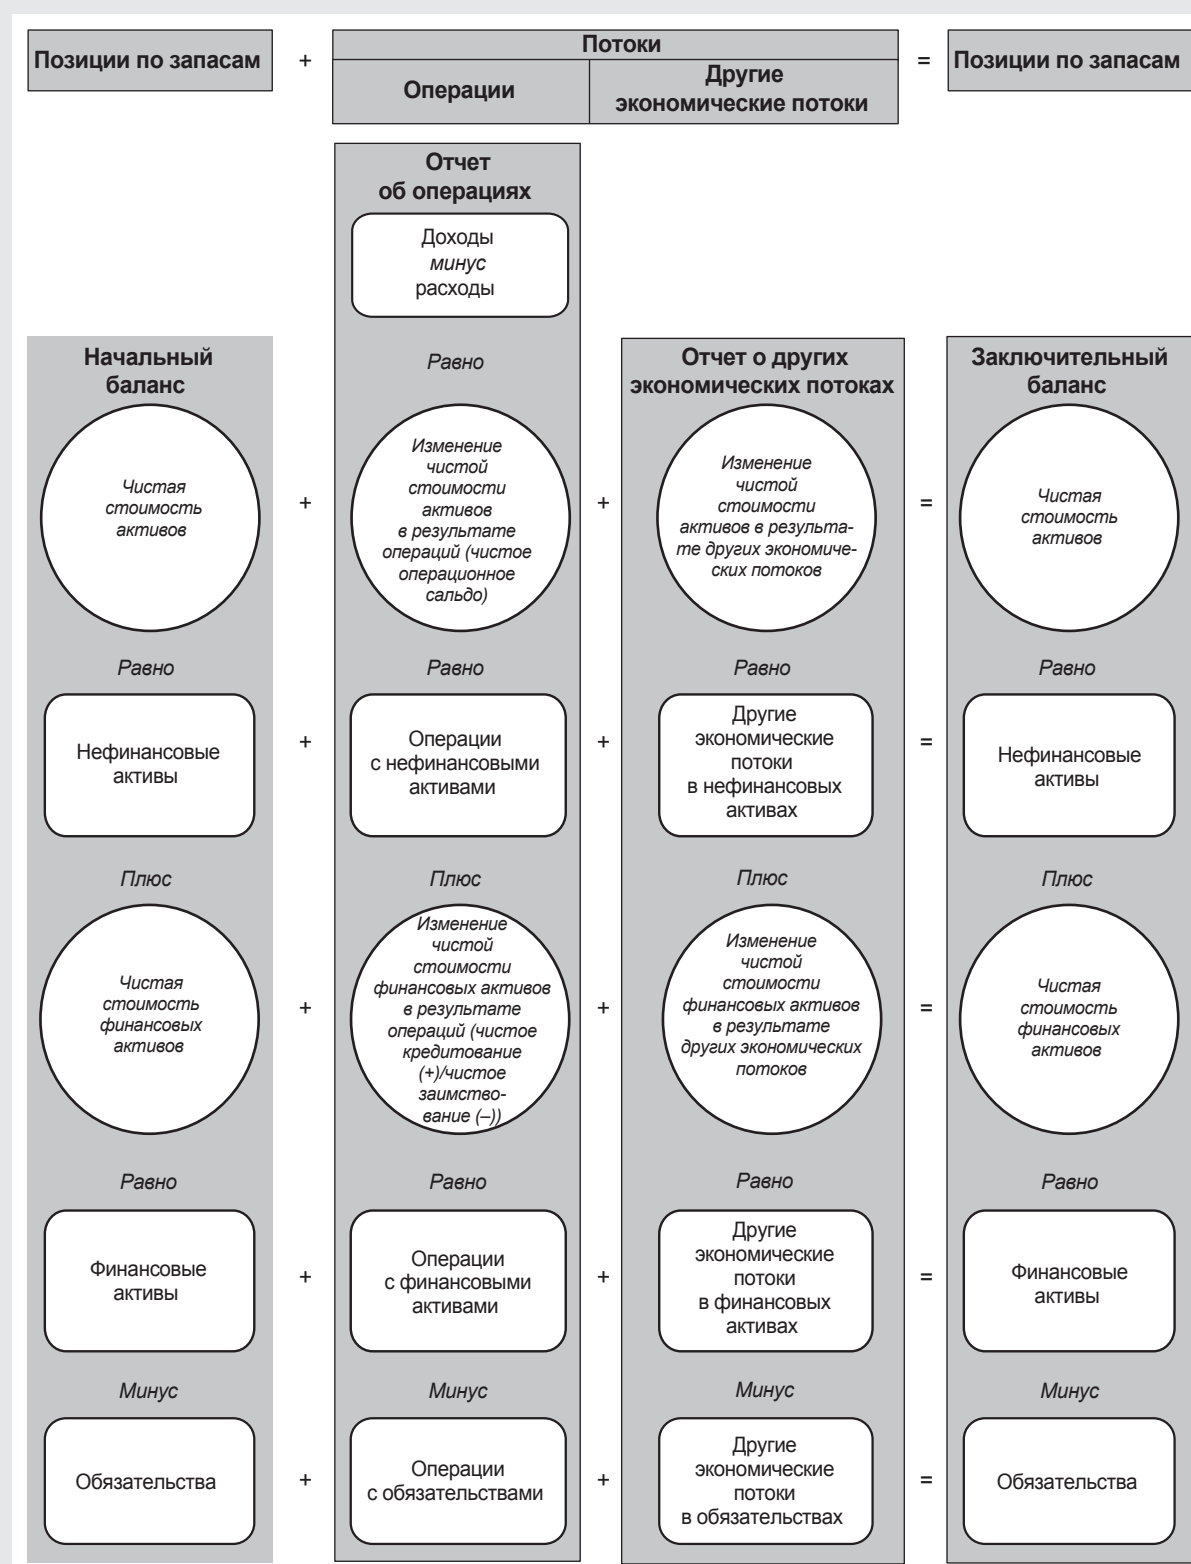 Позиции по запасам
+
Потоки
Операции
Другие
экономические потоки
=
Позиции по запасам
Отчет
об операциях
Доходы
минус
расходы
Равно
Начальный
баланс
Отчет о других
экономических потоках
Заключительный
баланс
Чистая
стоимость
активов
+
Изменение
чистой
стоимости
активов
в результате
операций (чистое
операционное
сальдо)
+
Изменение
чистой
стоимости
активов в результа-
те других экономиче-
ских потоков
=
Чистая
стоимость
активов
Равно
Равно
Равно
Равно
Нефинансовые
активы
+
Операции
с нефинансовыми
активами
+
Другие
экономические
потоки
в нефинансовых
активах
=
Нефинансовые
активы
Плюс
Плюс
Плюс
Плюс
Чистая
стоимость
финансовых
активов
+
Изменение
чистой
стоимости
финансовых активов
в результате
операций (чистое
кредитование
(+)/чистое
заимство-
вание (–))
+
Изменение
чистой
стоимости
финансовых активов
в результате
других экономических
потоков
=
Чистая
стоимость
финансовых
активов
Равно
Равно
Равно
Равно
Финансовые
активы
+
Операции
с финансовыми
активами
+
Другие
экономические
потоки
в финансовых
активах
=
Финансовые
активы
Минус
Минус
Минус
Минус
Обязательства
+
Операции
с обязательствами
+
Другие
экономические
потоки
в обязательствах
=
Обязательства